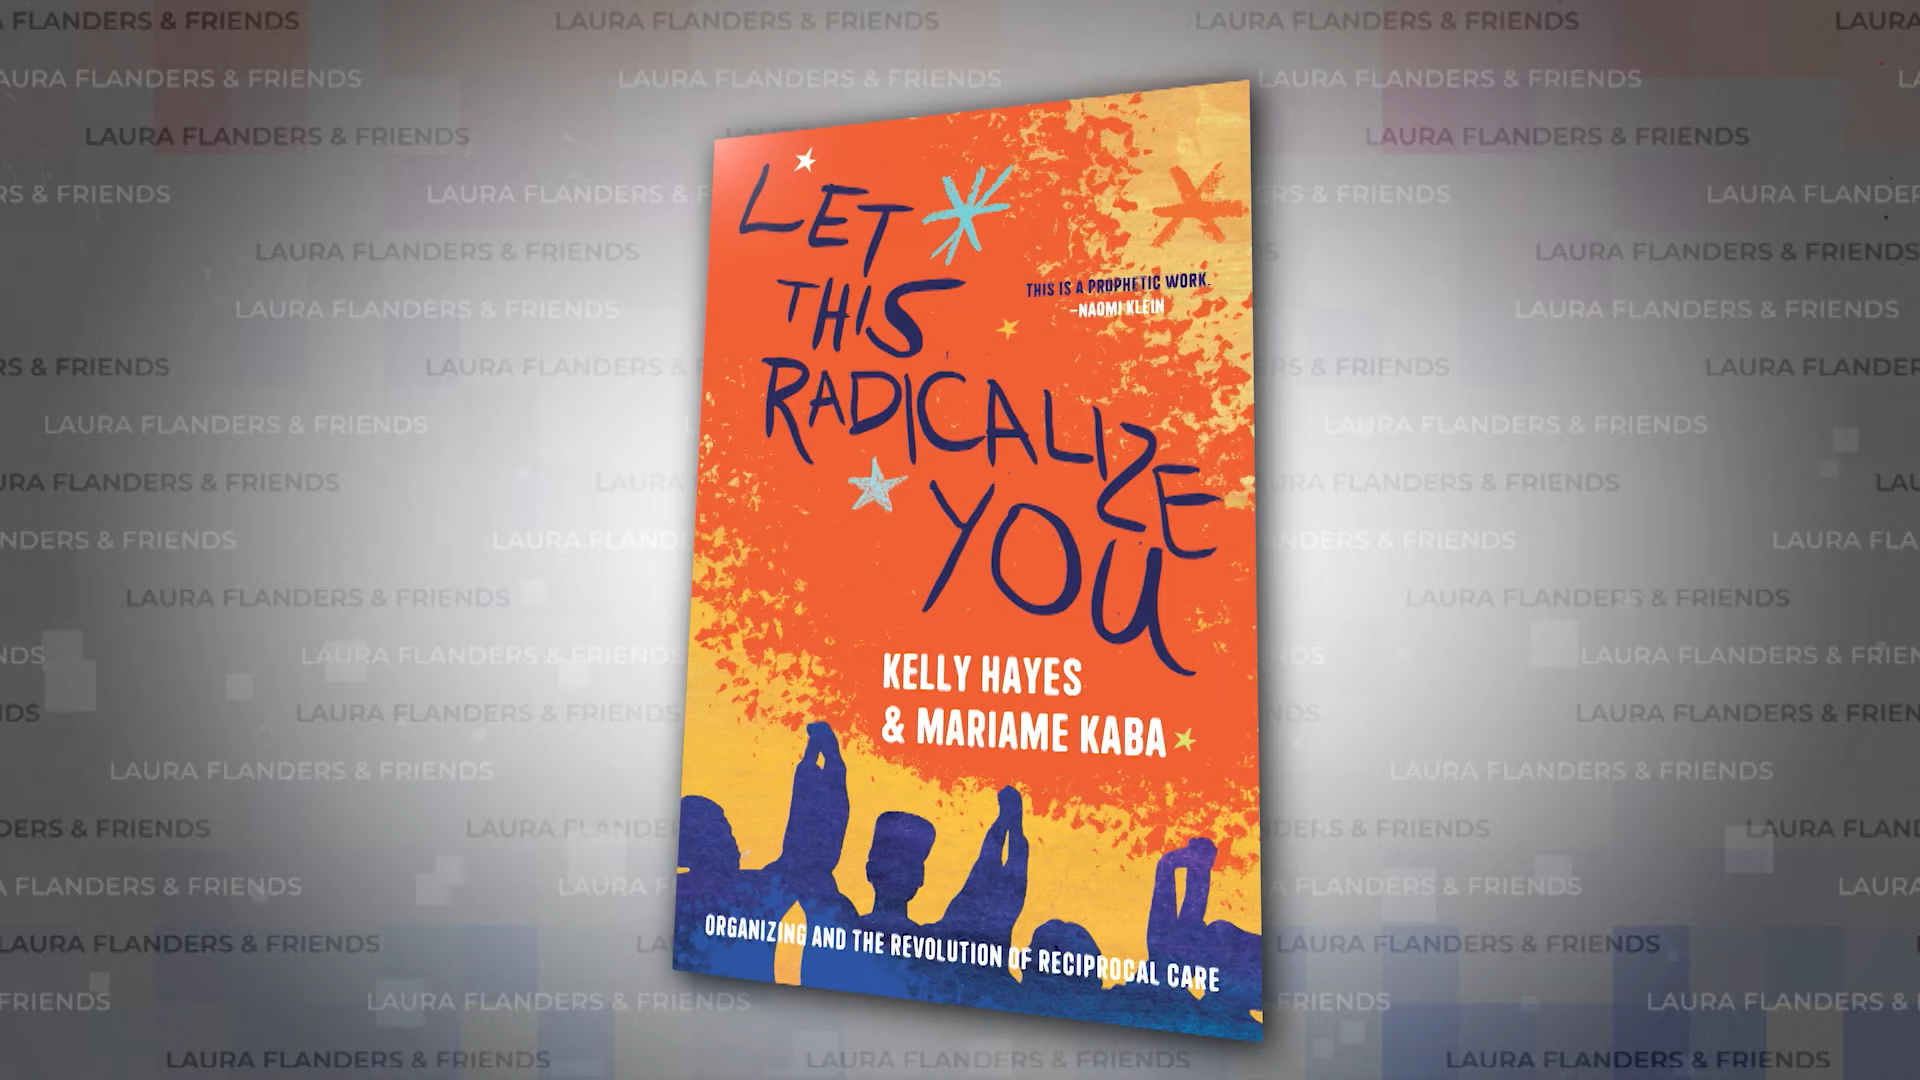 LAURA FLANDERS & FRIENDS
LET
THIS
RADICALIZE
YOU
THIS IS A PROPHETIC WORK.
–NAOMI KLEIN
KELLY HAYES
& MARIAME KABA
ORGANIZING AND THE REVOLUTION OF RECIPROCAL CARE